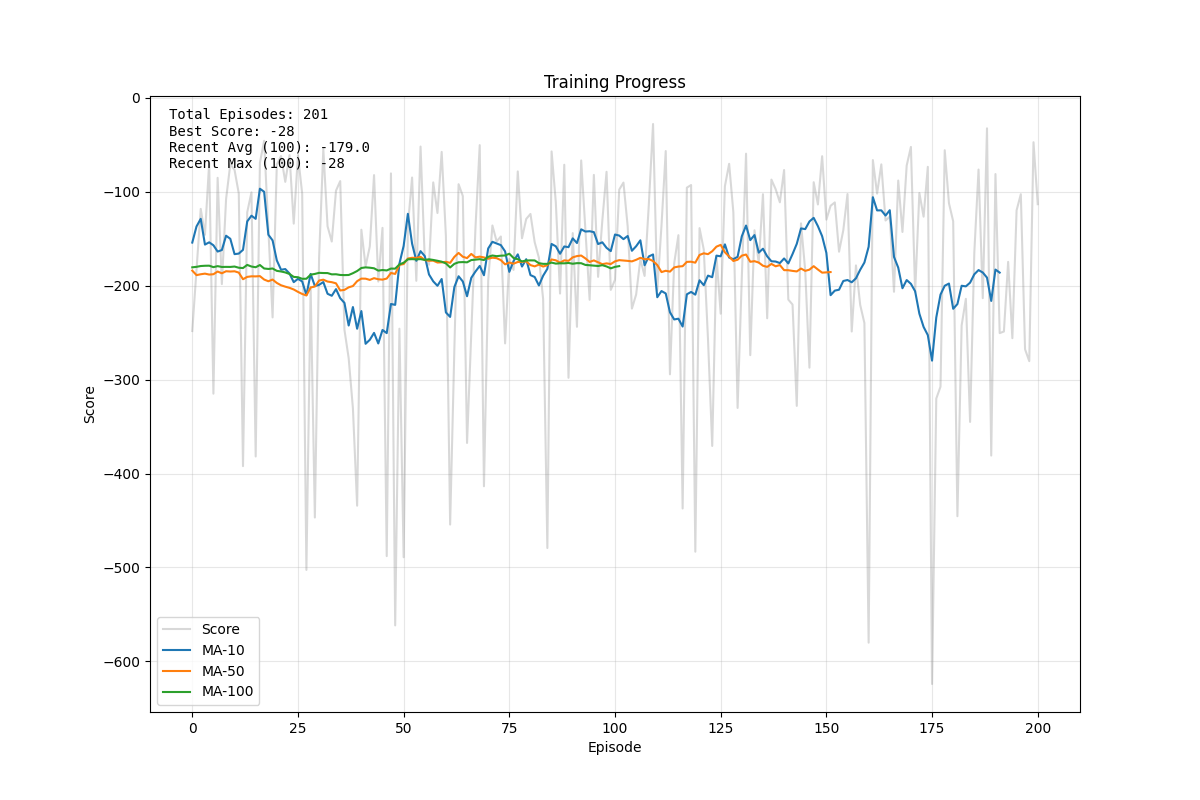 Training Progress
Total Episodes: 201
Best Score: -28
Recent Avg (100): -179.0
Recent Max (100): -28
0
−100
−200
−300
−400
−500
−600
Score
Score
MA-10
MA-50
MA-100
0 25 50 75 100 125 150 175 200
Episode